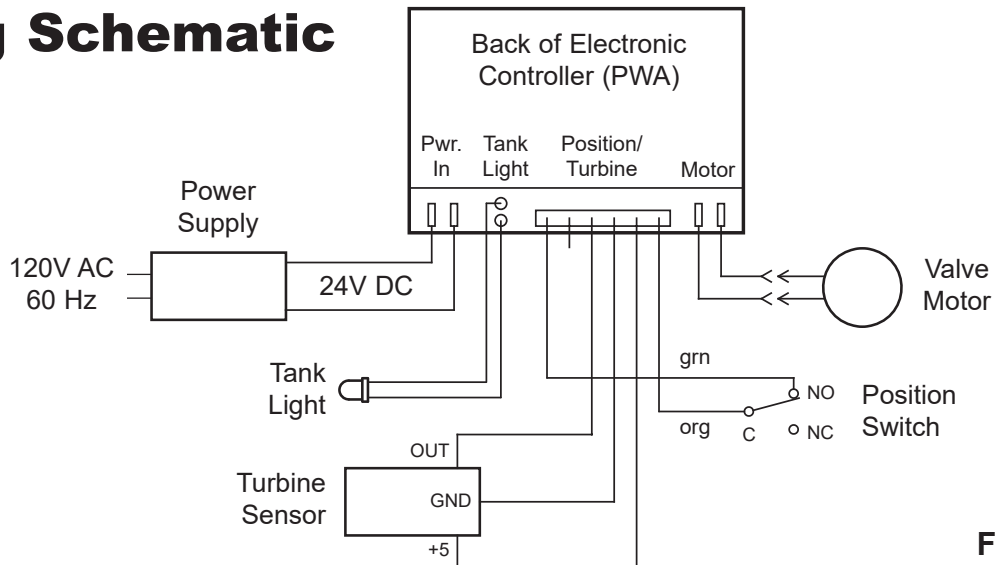 g Schematic
Back of Electronic
Controller (PWA)
Pwr.
In
Tank
Light
Position/
Turbine
Motor
Power
Supply
120V AC
60 Hz
24V DC
Valve
Motor
Tank
Light
grn
org
C
NO
NC
Position
Switch
OUT
GND
+5
Turbine
Sensor
F